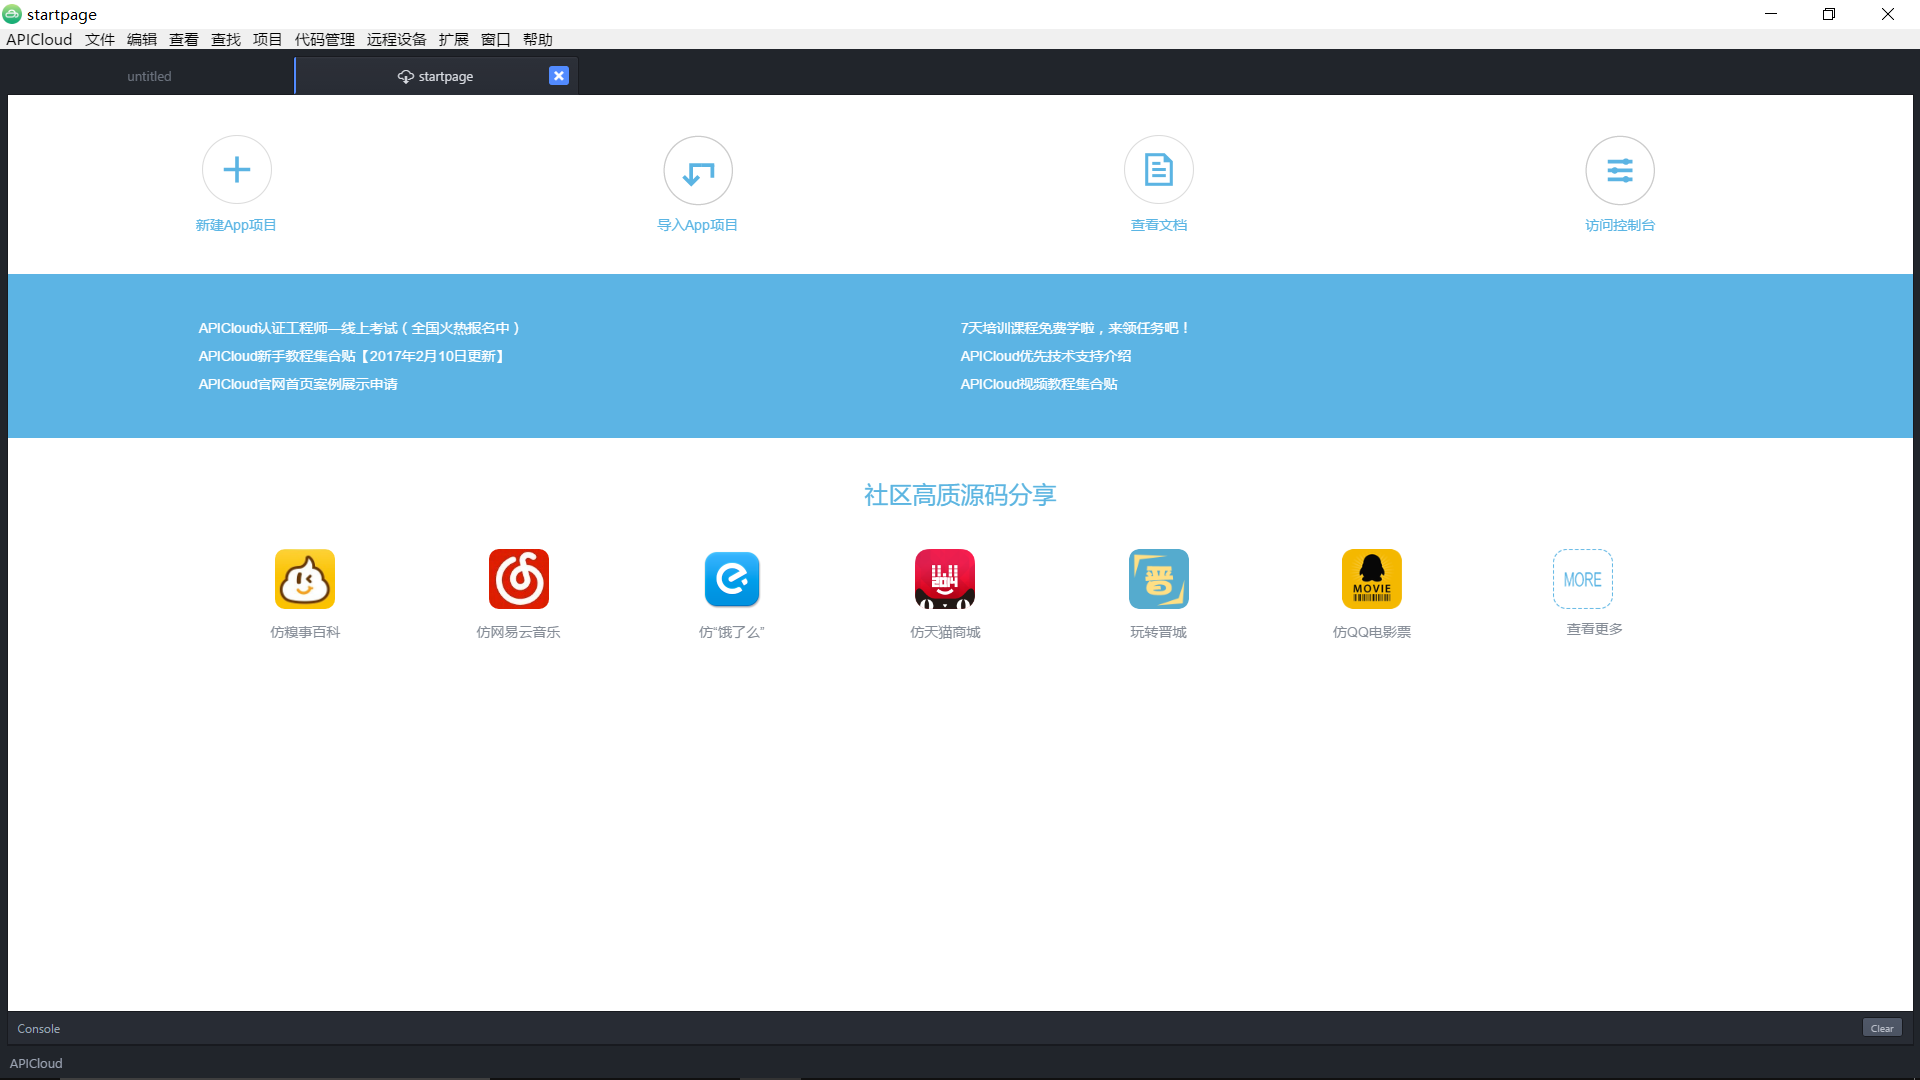 startpage
APICloud 文件 编辑 查看 查找 项目 代码管理 远程设备 扩展 窗口 帮助
untitled startpage
新建App项目 导入App项目 查看文档 访问控制台
APICloud认证工程师—线上考试（全国火热报名中） 7天培训课程免费学啦，来领任务吧！
APICloud新手教程集合贴【2017年2月10日更新】 APICloud优先技术支持介绍
APICloud官网首页案例展示申请 APICloud视频教程集合贴
社区高质源码分享
2014 晋 MOVIE MORE
仿糗事百科 仿网易云音乐 仿“饿了么” 仿天猫商城 玩转晋城 仿QQ电影票 查看更多
Console Clear
APICloud